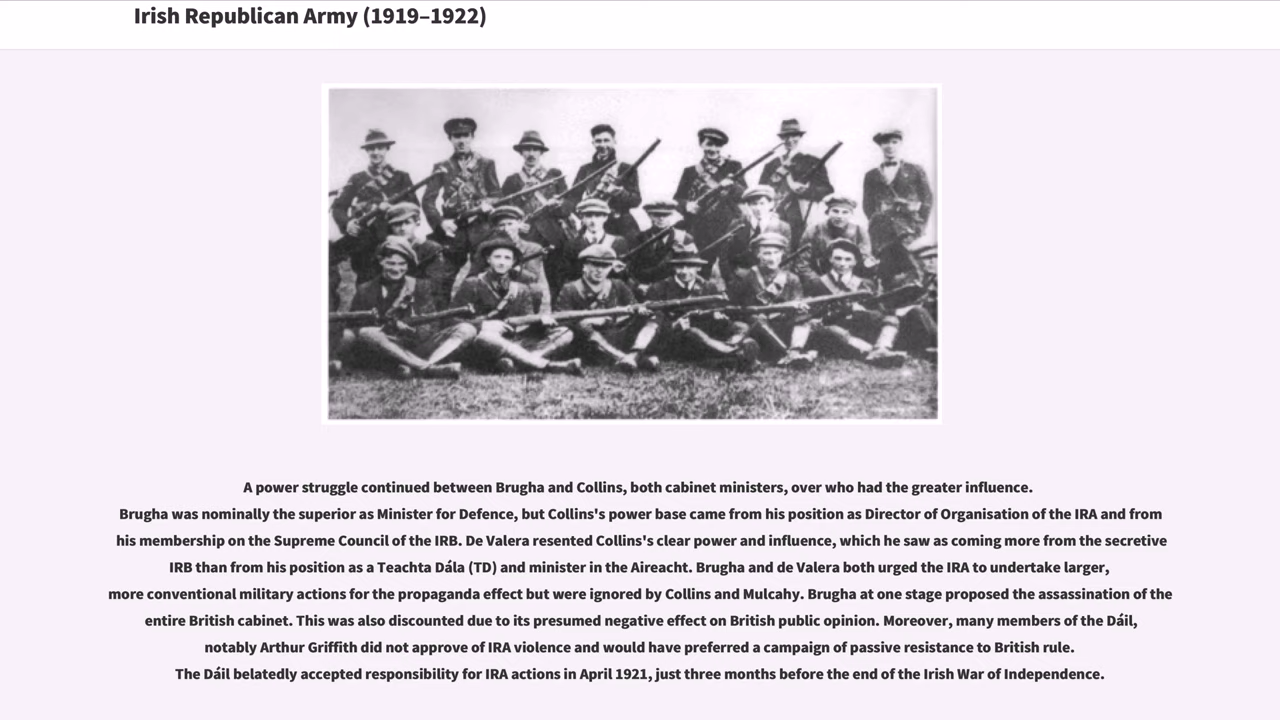 Irish Republican Army (1919–1922)
A power struggle continued between Brugha and Collins, both cabinet ministers, over who had the greater influence.
Brugha was nominally the superior as Minister for Defence, but Collins's power base came from his position as Director of Organisation of the IRA and from
his membership on the Supreme Council of the IRB. De Valera resented Collins's clear power and influence, which he saw as coming more from the secretive
IRB than from his position as a Teachta Dála (TD) and minister in the Aireacht. Brugha and de Valera both urged the IRA to undertake larger,
more conventional military actions for the propaganda effect but were ignored by Collins and Mulcahy. Brugha at one stage proposed the assassination of the
entire British cabinet. This was also discounted due to its presumed negative effect on British public opinion. Moreover, many members of the Dáil,
notably Arthur Griffith did not approve of IRA violence and would have preferred a campaign of passive resistance to British rule.
The Dáil belatedly accepted responsibility for IRA actions in April 1921, just three months before the end of the Irish War of Independence.